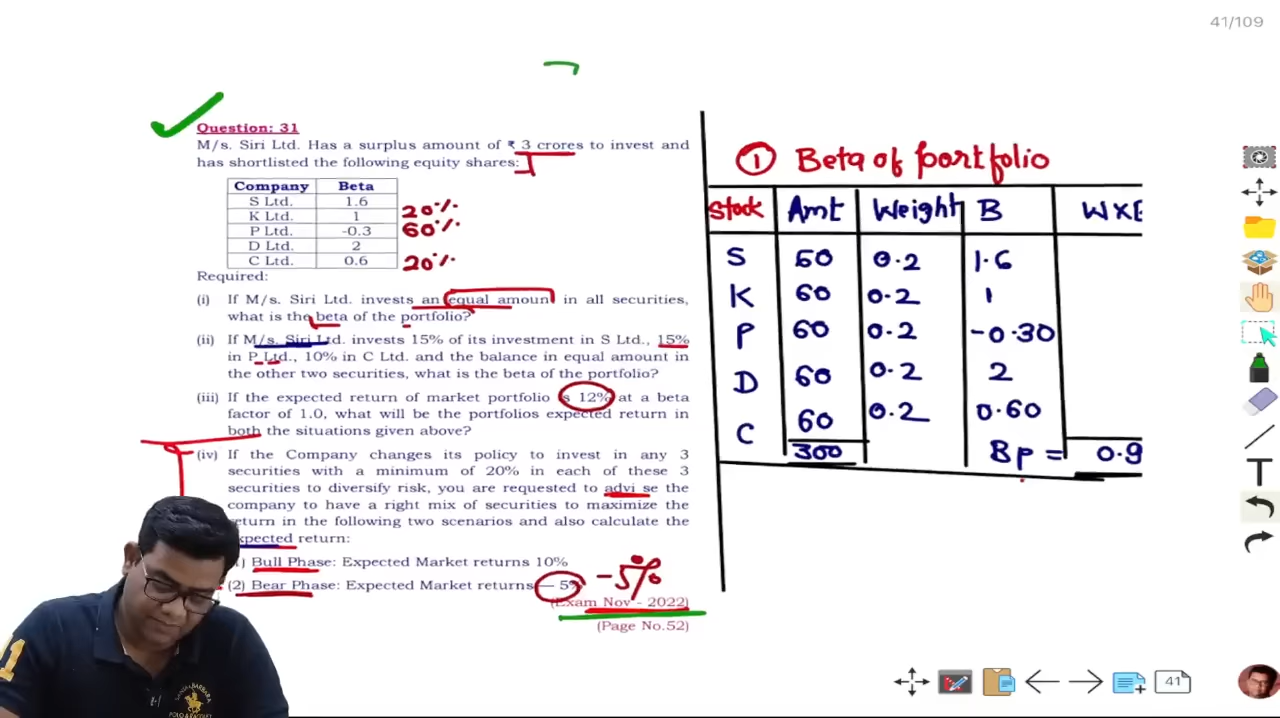 41/109
Question: 31
M/s. Siri Ltd. Has a surplus amount of ₹ 3 crores to invest and
has shortlisted the following equity shares:
Company Beta
S Ltd. 1.6
K Ltd. 1 20%
P Ltd. -0.3 60%
D Ltd. 2
C Ltd. 0.6 20%
Required:
(i) If M/s. Siri Ltd. invests an equal amount in all securities,
what is the beta of the portfolio?
(ii) If M/s. Siri Ltd. invests 15% of its investment in S Ltd., 15%
in P Ltd., 10% in C Ltd. and the balance in equal amount in
the other two securities, what is the beta of the portfolio?
(iii) If the expected return of market portfolio is 12% at a beta
factor of 1.0, what will be the portfolios expected return in
both the situations given above?
(iv) If the Company changes its policy to invest in any 3
securities with a minimum of 20% in each of these 3
securities to diversify risk, you are requested to advi se the
company to have a right mix of securities to maximize the
return in the following two scenarios and also calculate the
expected return:
1) Bull Phase: Expected Market returns 10%
(2) Bear Phase: Expected Market returns — 5% -5%
(Exam Nov - 2022)
(Page No.52)
① Beta of portfolio
Stock Amt Weight B W×B
S 60 0.2 1.6
K 60 0.2 1
P 60 0.2 -0.30
D 60 0.2 2
C 60 0.2 0.60
300 Bp = 0.9
41